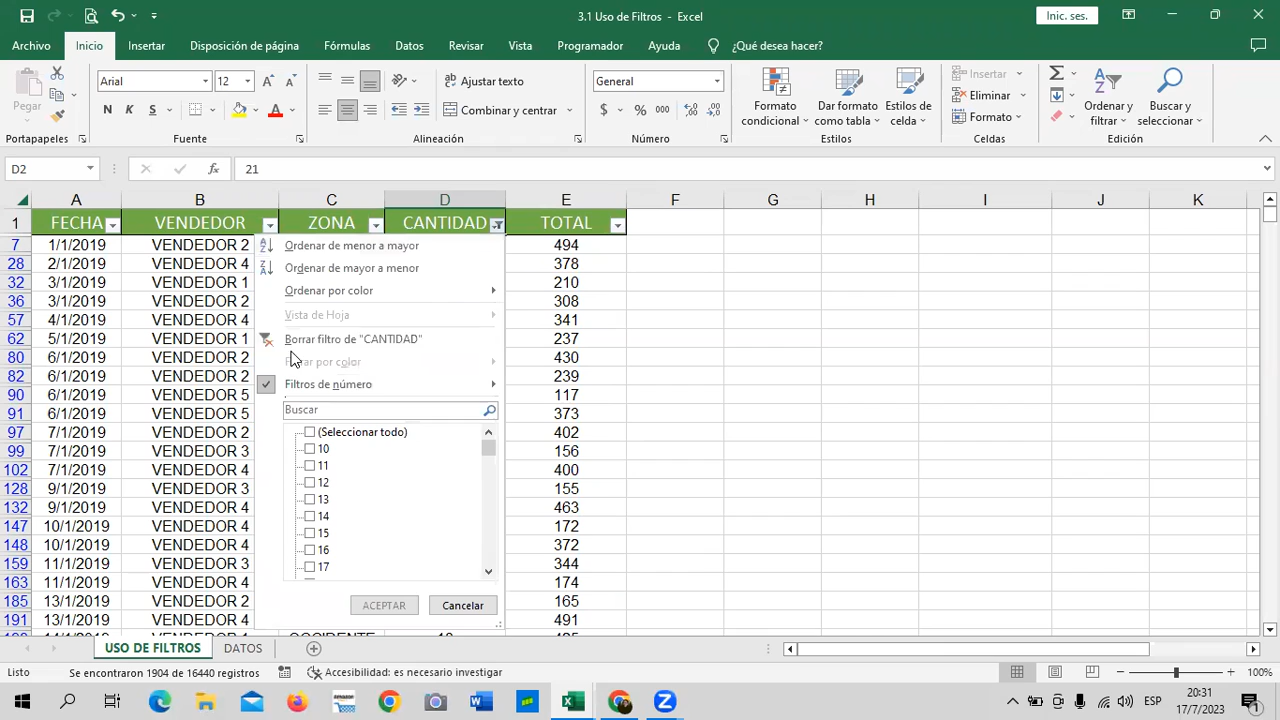 3.1 Uso de Filtros - Excel
Inic. ses.
Archivo Inicio Insertar Disposición de página Fórmulas Datos Revisar Vista Programador Ayuda ¿Qué desea hacer?
Pegar
Arial 12
N K S
Ajustar texto
Combinar y centrar
General
$ % 000
Formato condicional
Dar formato como tabla
Estilos de celda
Insertar
Eliminar
Formato
Ordenar y filtrar
Buscar y seleccionar
Portapapeles Fuente Alineación Número Estilos Celdas Edición
D2 fx 21
A B C D E F G H I J K
1 FECHA VENDEDOR ZONA CANTIDAD TOTAL
7 1/1/2019 VENDEDOR 2 494
28 2/1/2019 VENDEDOR 4 378
32 3/1/2019 VENDEDOR 1 210
36 3/1/2019 VENDEDOR 2 308
57 4/1/2019 VENDEDOR 4 341
62 5/1/2019 VENDEDOR 1 237
80 6/1/2019 VENDEDOR 2 430
82 6/1/2019 VENDEDOR 2 239
90 6/1/2019 VENDEDOR 5 117
91 6/1/2019 VENDEDOR 5 373
97 7/1/2019 VENDEDOR 2 402
99 7/1/2019 VENDEDOR 3 156
102 7/1/2019 VENDEDOR 4 400
128 9/1/2019 VENDEDOR 3 155
132 9/1/2019 VENDEDOR 4 463
147 10/1/2019 VENDEDOR 4 172
148 10/1/2019 VENDEDOR 4 372
159 11/1/2019 VENDEDOR 3 344
163 11/1/2019 VENDEDOR 4 174
185 13/1/2019 VENDEDOR 2 165
191 13/1/2019 VENDEDOR 4 491
Ordenar de menor a mayor
Ordenar de mayor a menor
Ordenar por color
Vista de Hoja
Borrar filtro de "CANTIDAD"
por color
Filtros de número
Buscar
(Seleccionar todo)
10
11
12
13
14
15
16
17
ACEPTAR Cancelar
USO DE FILTROS DATOS
Listo Se encontraron 1904 de 16440 registros Accesibilidad: es necesario investigar 100%
ESP
20:31
17/7/2023
1